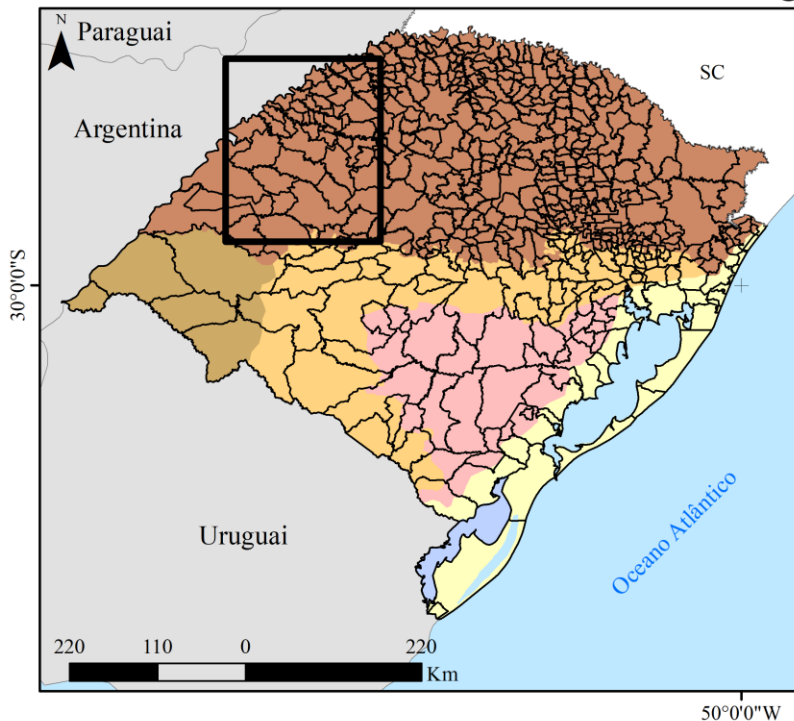 N
Paraguai
SC
Argentina
30°0'0"S
Uruguai
Oceano Atlântico
220 110 0 220
Km
50°0'0"W